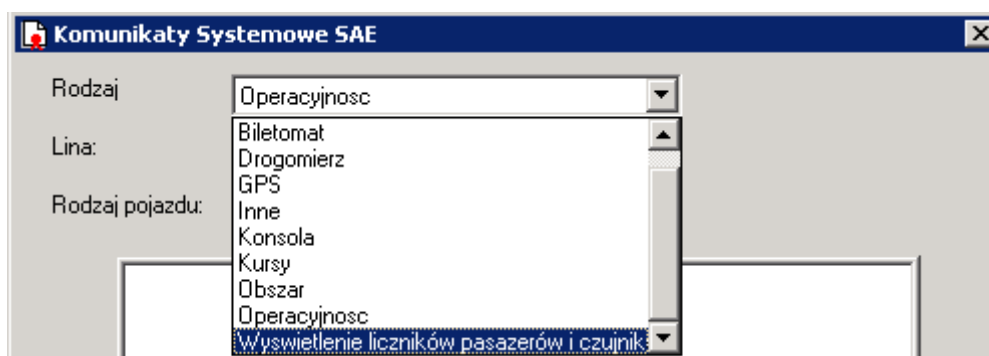 Komunikaty Systemowe SAE
Rodzaj
Operacyjnosc
Lina:
Rodzaj pojazdu:
Biletomat
Drogomierz
GPS
Inne
Konsola
Kursy
Obszar
Operacyjnosc
Wyswietlenie liczników pasazerów i czujnik